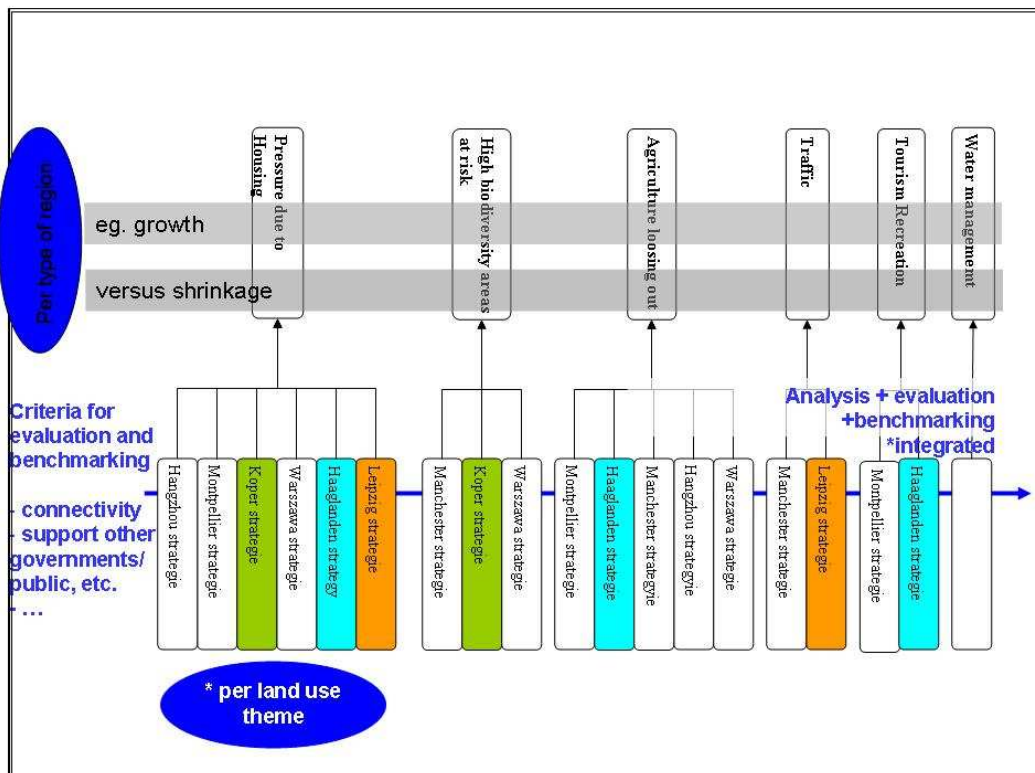 Pressure due to
Housing
High biodiversity areas
at risk
Agriculture loosing out
Traffic
Tourism Recreation
Water managememt
Per type of region
eg. growth
versus shrinkage
Criteria for
evaluation and
benchmarking
- connectivity
- support other
governments/
public, etc.
- ...
Analysis + evaluation
+benchmarking
*integrated
Hangzhou strategie
Montpellier strategie
Koper strategie
Warszawa strategie
Haaglanden strategy
Leipzig strategie
Manchester strategie
Koper strategie
Warszawa strategie
Montpellier strategie
Haaglanden strategie
Manchester strategyie
Hangzhou strategyie
Warszawa strategie
Manchester strategie
Leipzig strategie
Montpellier strategie
Haaglanden strategie
* per land use
theme